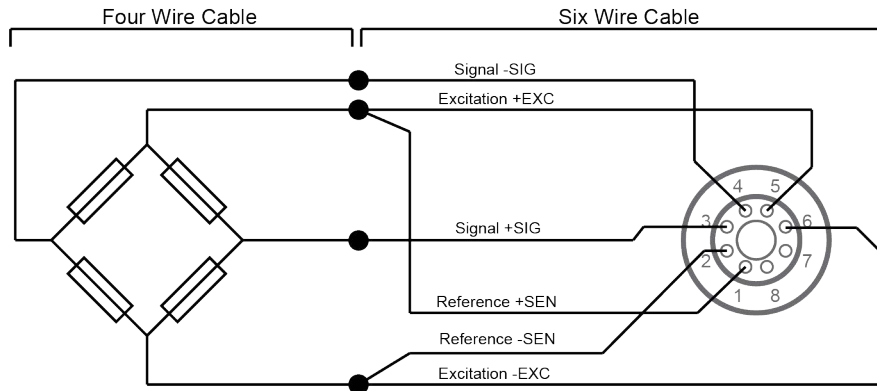 Four Wire Cable
Six Wire Cable
Signal -SIG
Excitation +EXC
4 5
3 6
Signal +SIG
2 7
1 8
Reference +SEN
Reference -SEN
Excitation -EXC